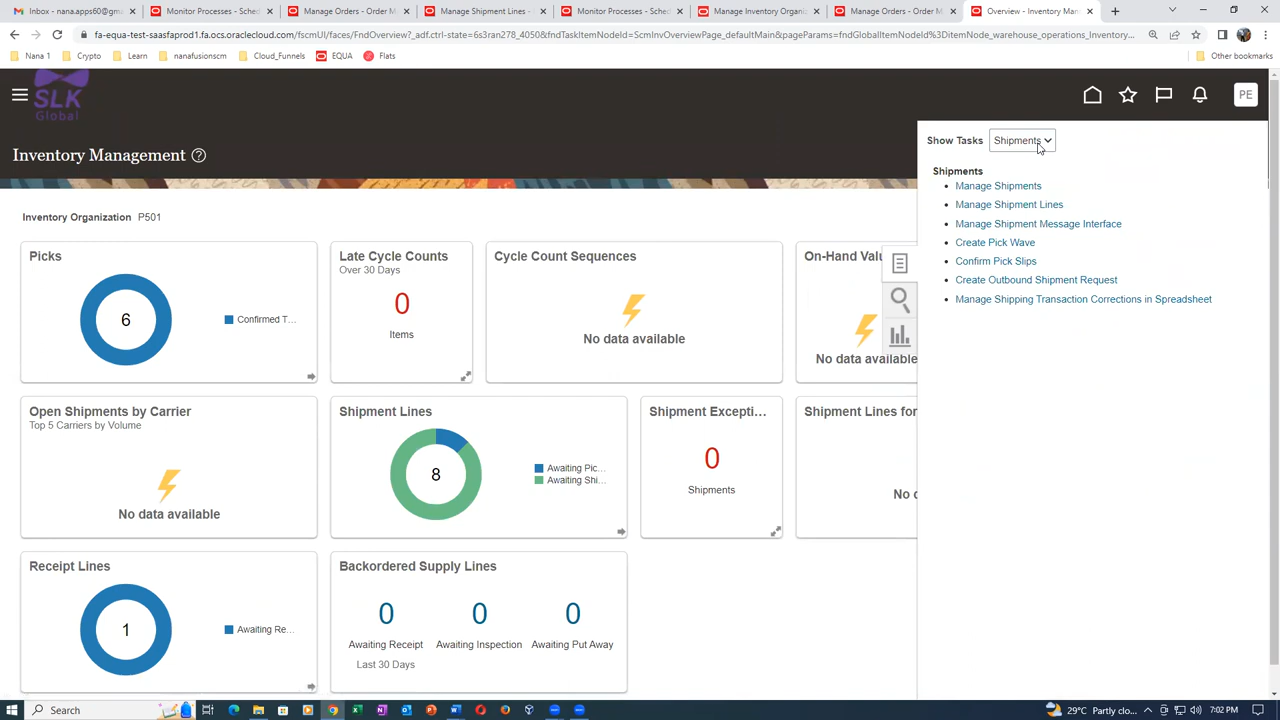 Inbox - nana.apps60@gm
Monitor Processes - Sched
Manage Orders - Order M
Manage Shipment Lines -
Monitor Processes - Sched
Manage Inventory Organiz
Manage Orders - Order M
Overview - Inventory Man
fa-equa-test-saasfaprod1.fa.ocs.oraclecloud.com/fscmUI/faces/FndOverview?_adf.ctrl-state=6s3ran278_4050&fndTaskItemNodeId=ScmInvOverviewPage_defaultMain&pageParams=fndGlobalItemNodeId%3DitemNode_warehouse_operations_Inventory...
Nana 1
Crypto
Learn
nanafusionscm
Cloud_Funnels
EQUA
Flats
Other bookmarks
SLK
Global
PE
Inventory Management
Show Tasks Shipments
Shipments
Manage Shipments
Manage Shipment Lines
Manage Shipment Message Interface
Create Pick Wave
Confirm Pick Slips
Create Outbound Shipment Request
Manage Shipping Transaction Corrections in Spreadsheet
Inventory Organization P501
Picks
6
Confirmed T...
Late Cycle Counts
Over 30 Days
0
Items
Cycle Count Sequences
No data available
On-Hand Valu
No data available
Open Shipments by Carrier
Top 5 Carriers by Volume
No data available
Shipment Lines
8
Awaiting Pic...
Awaiting Shi...
Shipment Excepti...
0
Shipments
Shipment Lines for
No d
Receipt Lines
1
Awaiting Re...
Backordered Supply Lines
0 0 0
Awaiting Receipt Awaiting Inspection Awaiting Put Away
Last 30 Days
Search
29°C Partly clo...
7:02 PM